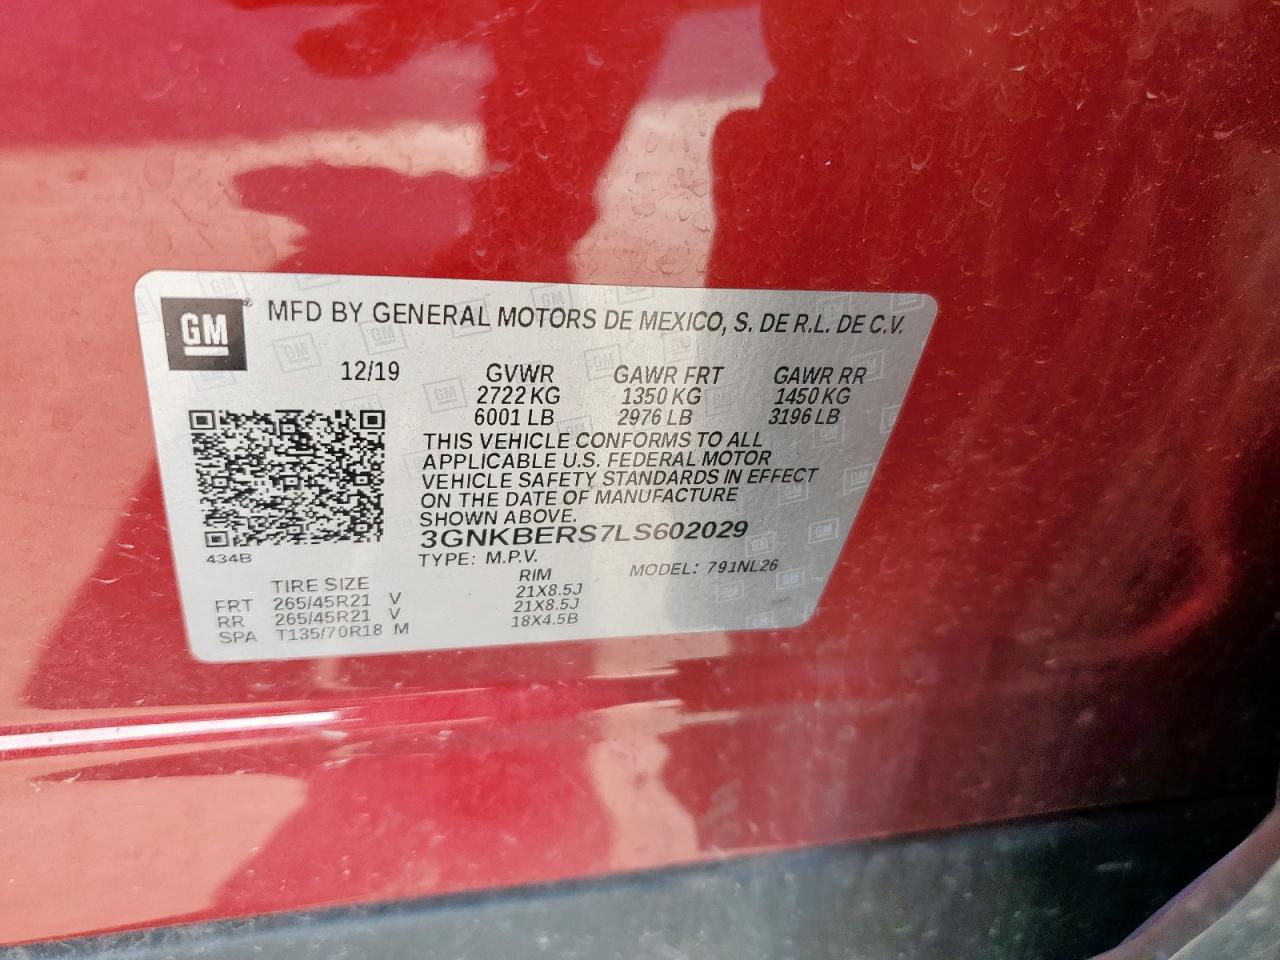 GM
MFD BY GENERAL MOTORS DE MEXICO, S. DE R.L. DE C.V.
12/19 GVWR GAWR FRT GAWR RR
2722 KG 1350 KG 1450 KG
6001 LB 2976 LB 3196 LB
THIS VEHICLE CONFORMS TO ALL
APPLICABLE U.S. FEDERAL MOTOR
VEHICLE SAFETY STANDARDS IN EFFECT
ON THE DATE OF MANUFACTURE
SHOWN ABOVE.
3GNKBERS7LS602029
434B
TYPE: M.P.V. MODEL: 791NL26
TIRE SIZE RIM
FRT 265/45R21 V 21X8.5J
RR 265/45R21 V 21X8.5J
SPA T135/70R18 M 18X4.5B